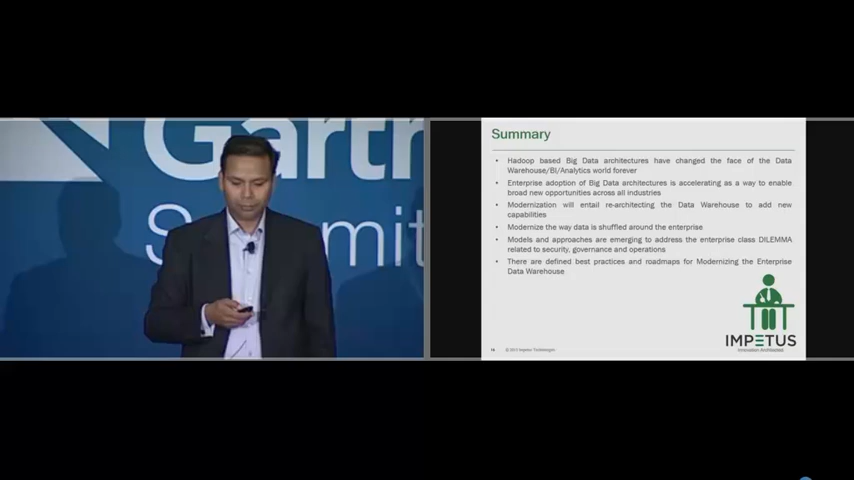 Gartn
Summit
Summary
• Hadoop based Big Data architectures have changed the face of the Data
Warehouse/BI/Analytics world forever
• Enterprise adoption of Big Data architectures is accelerating as a way to enable
broad new opportunities across all industries
• Modernization will entail re-architecting the Data Warehouse to add new
capabilities
• Modernize the way data is shuffled around the enterprise
• Models and approaches are emerging to address the enterprise class DILEMMA
related to security, governance and operations
• There are defined best practices and roadmaps for Modernizing the Enterprise
Data Warehouse
IMPETUS
Innovation Architected
Impetus Technologies